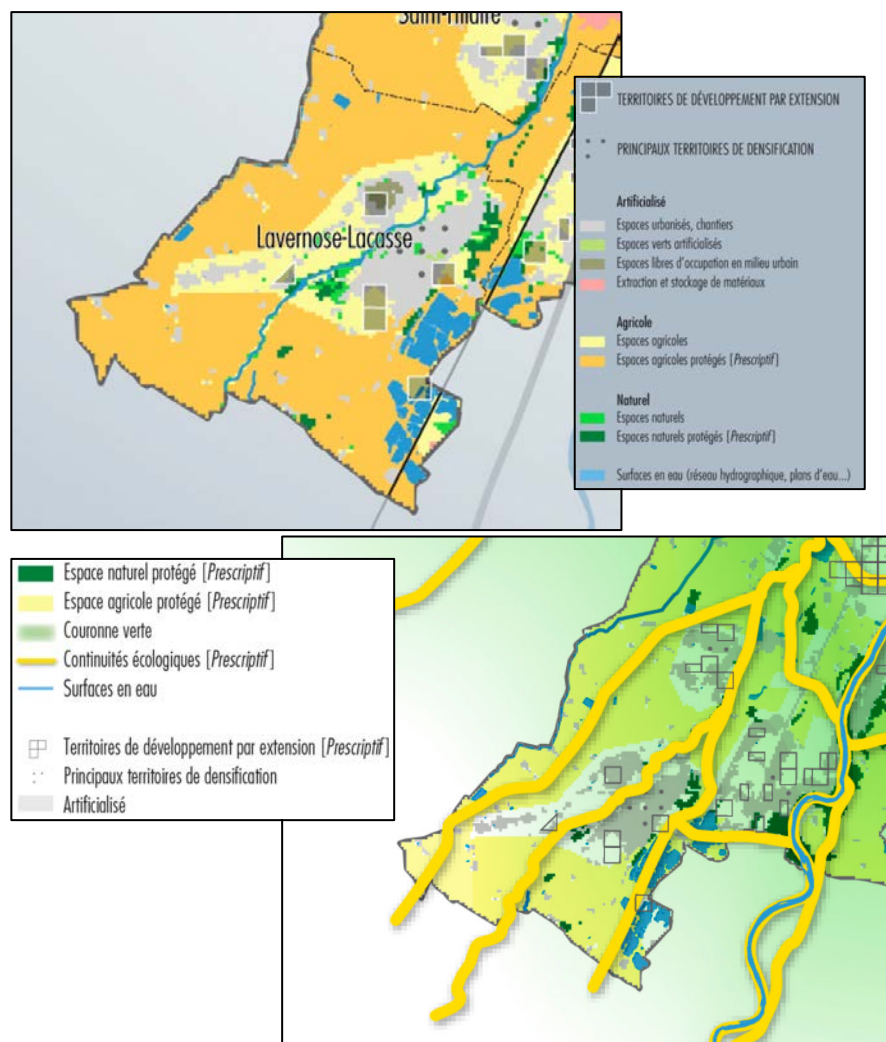 Saint-Hilaire
Lavernose-Lacasse
TERRITOIRES DE DÉVELOPPEMENT PAR EXTENSION
PRINCIPAUX TERRITOIRES DE DENSIFICATION
Artificialisé
Espaces urbanisés, chantiers
Espaces verts artificialisés
Espaces libres d'occupation en milieu urbain
Extraction et stockage de matériaux
Agricole
Espaces agricoles
Espaces agricoles protégés [Prescriptif]
Naturel
Espaces naturels
Espaces naturels protégés [Prescriptif]
Surfaces en eau (réseau hydrographique, plans d'eau...)
Espace naturel protégé [Prescriptif]
Espace agricole protégé [Prescriptif]
Couronne verte
Continuités écologiques [Prescriptif]
Surfaces en eau
Territoires de développement par extension [Prescriptif]
Principaux territoires de densification
Artificialisé